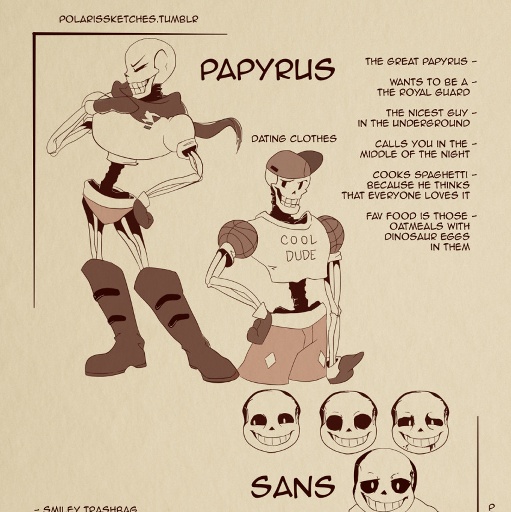 POLARISSKETCHES.TUMBLR
PAPYRUS
THE GREAT PAPYRUS -
WANTS TO BE A -
THE ROYAL GUARD
THE NICEST GUY -
IN THE UNDERGROUND
CALLS YOU IN THE -
MIDDLE OF THE NIGHT
COOKS SPAGHETTI -
BECAUSE HE THINKS
THAT EVERYONE LOVES IT
FAV FOOD IS THOSE -
OATMEALS WITH
DINOSAUR EGGS
IN THEM
DATING CLOTHES
COOL
DUDE
SANS
- SMILEY TRASHBAG
P